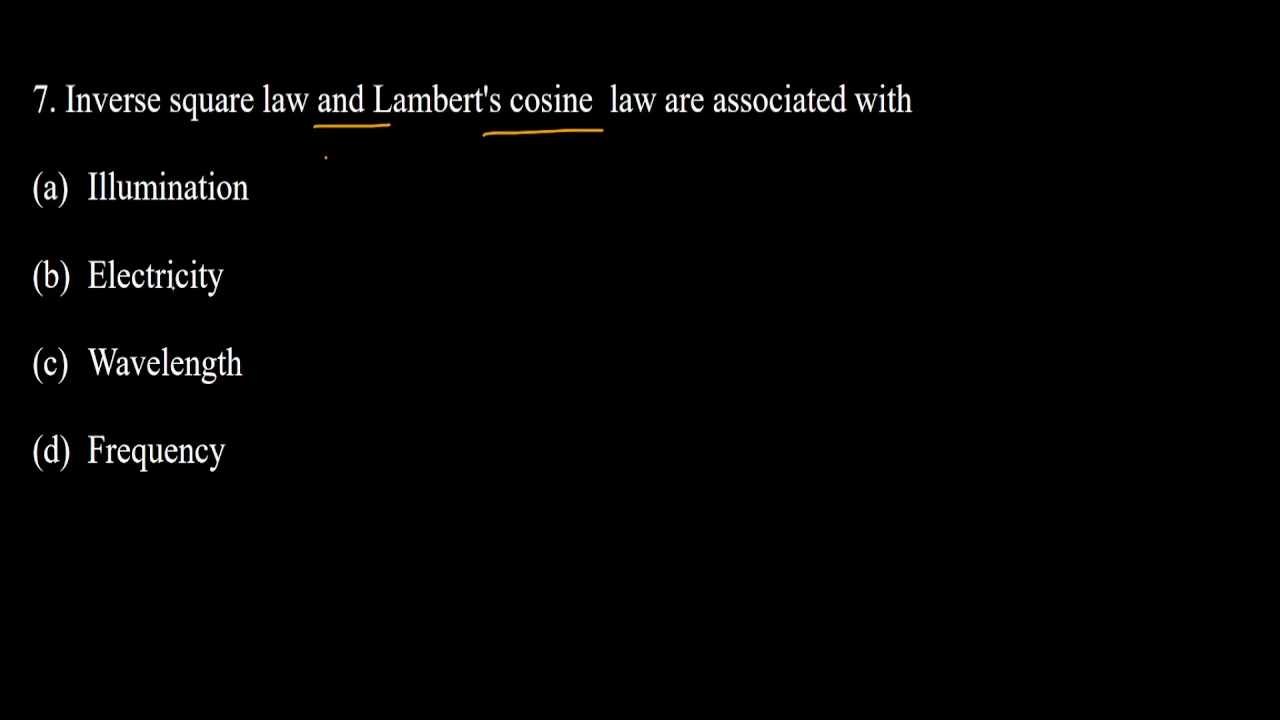 7. Inverse square law and Lambert's cosine law are associated with
(a) Illumination
(b) Electricity
(c) Wavelength
(d) Frequency